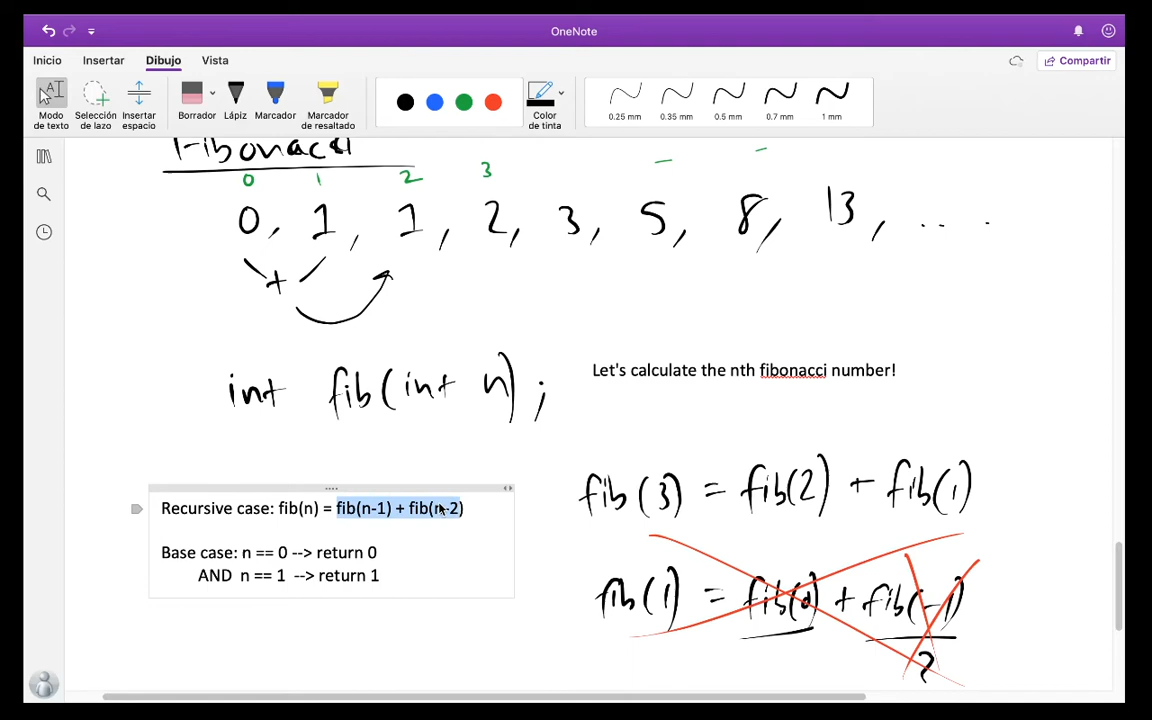 OneNote
Inicio Insertar Dibujo Vista
Compartir
Modo de texto
Selección de lazo
Insertar espacio
Borrador
Lápiz
Marcador
Marcador de resaltado
Color de tinta
0.25 mm 0.35 mm 0.5 mm 0.7 mm 1 mm
Fibonacci
0 1 2 3
0, 1, 1, 2, 3, 5, 8, 13, ....
+
int fib(int n);
Let's calculate the nth fibonacci number!
fib(3) = fib(2) + fib(1)
Recursive case: fib(n) = fib(n-1) + fib(n-2)
Base case: n == 0 --> return 0
AND n == 1 --> return 1
fib(1) = fib(0) + fib(-1)
?